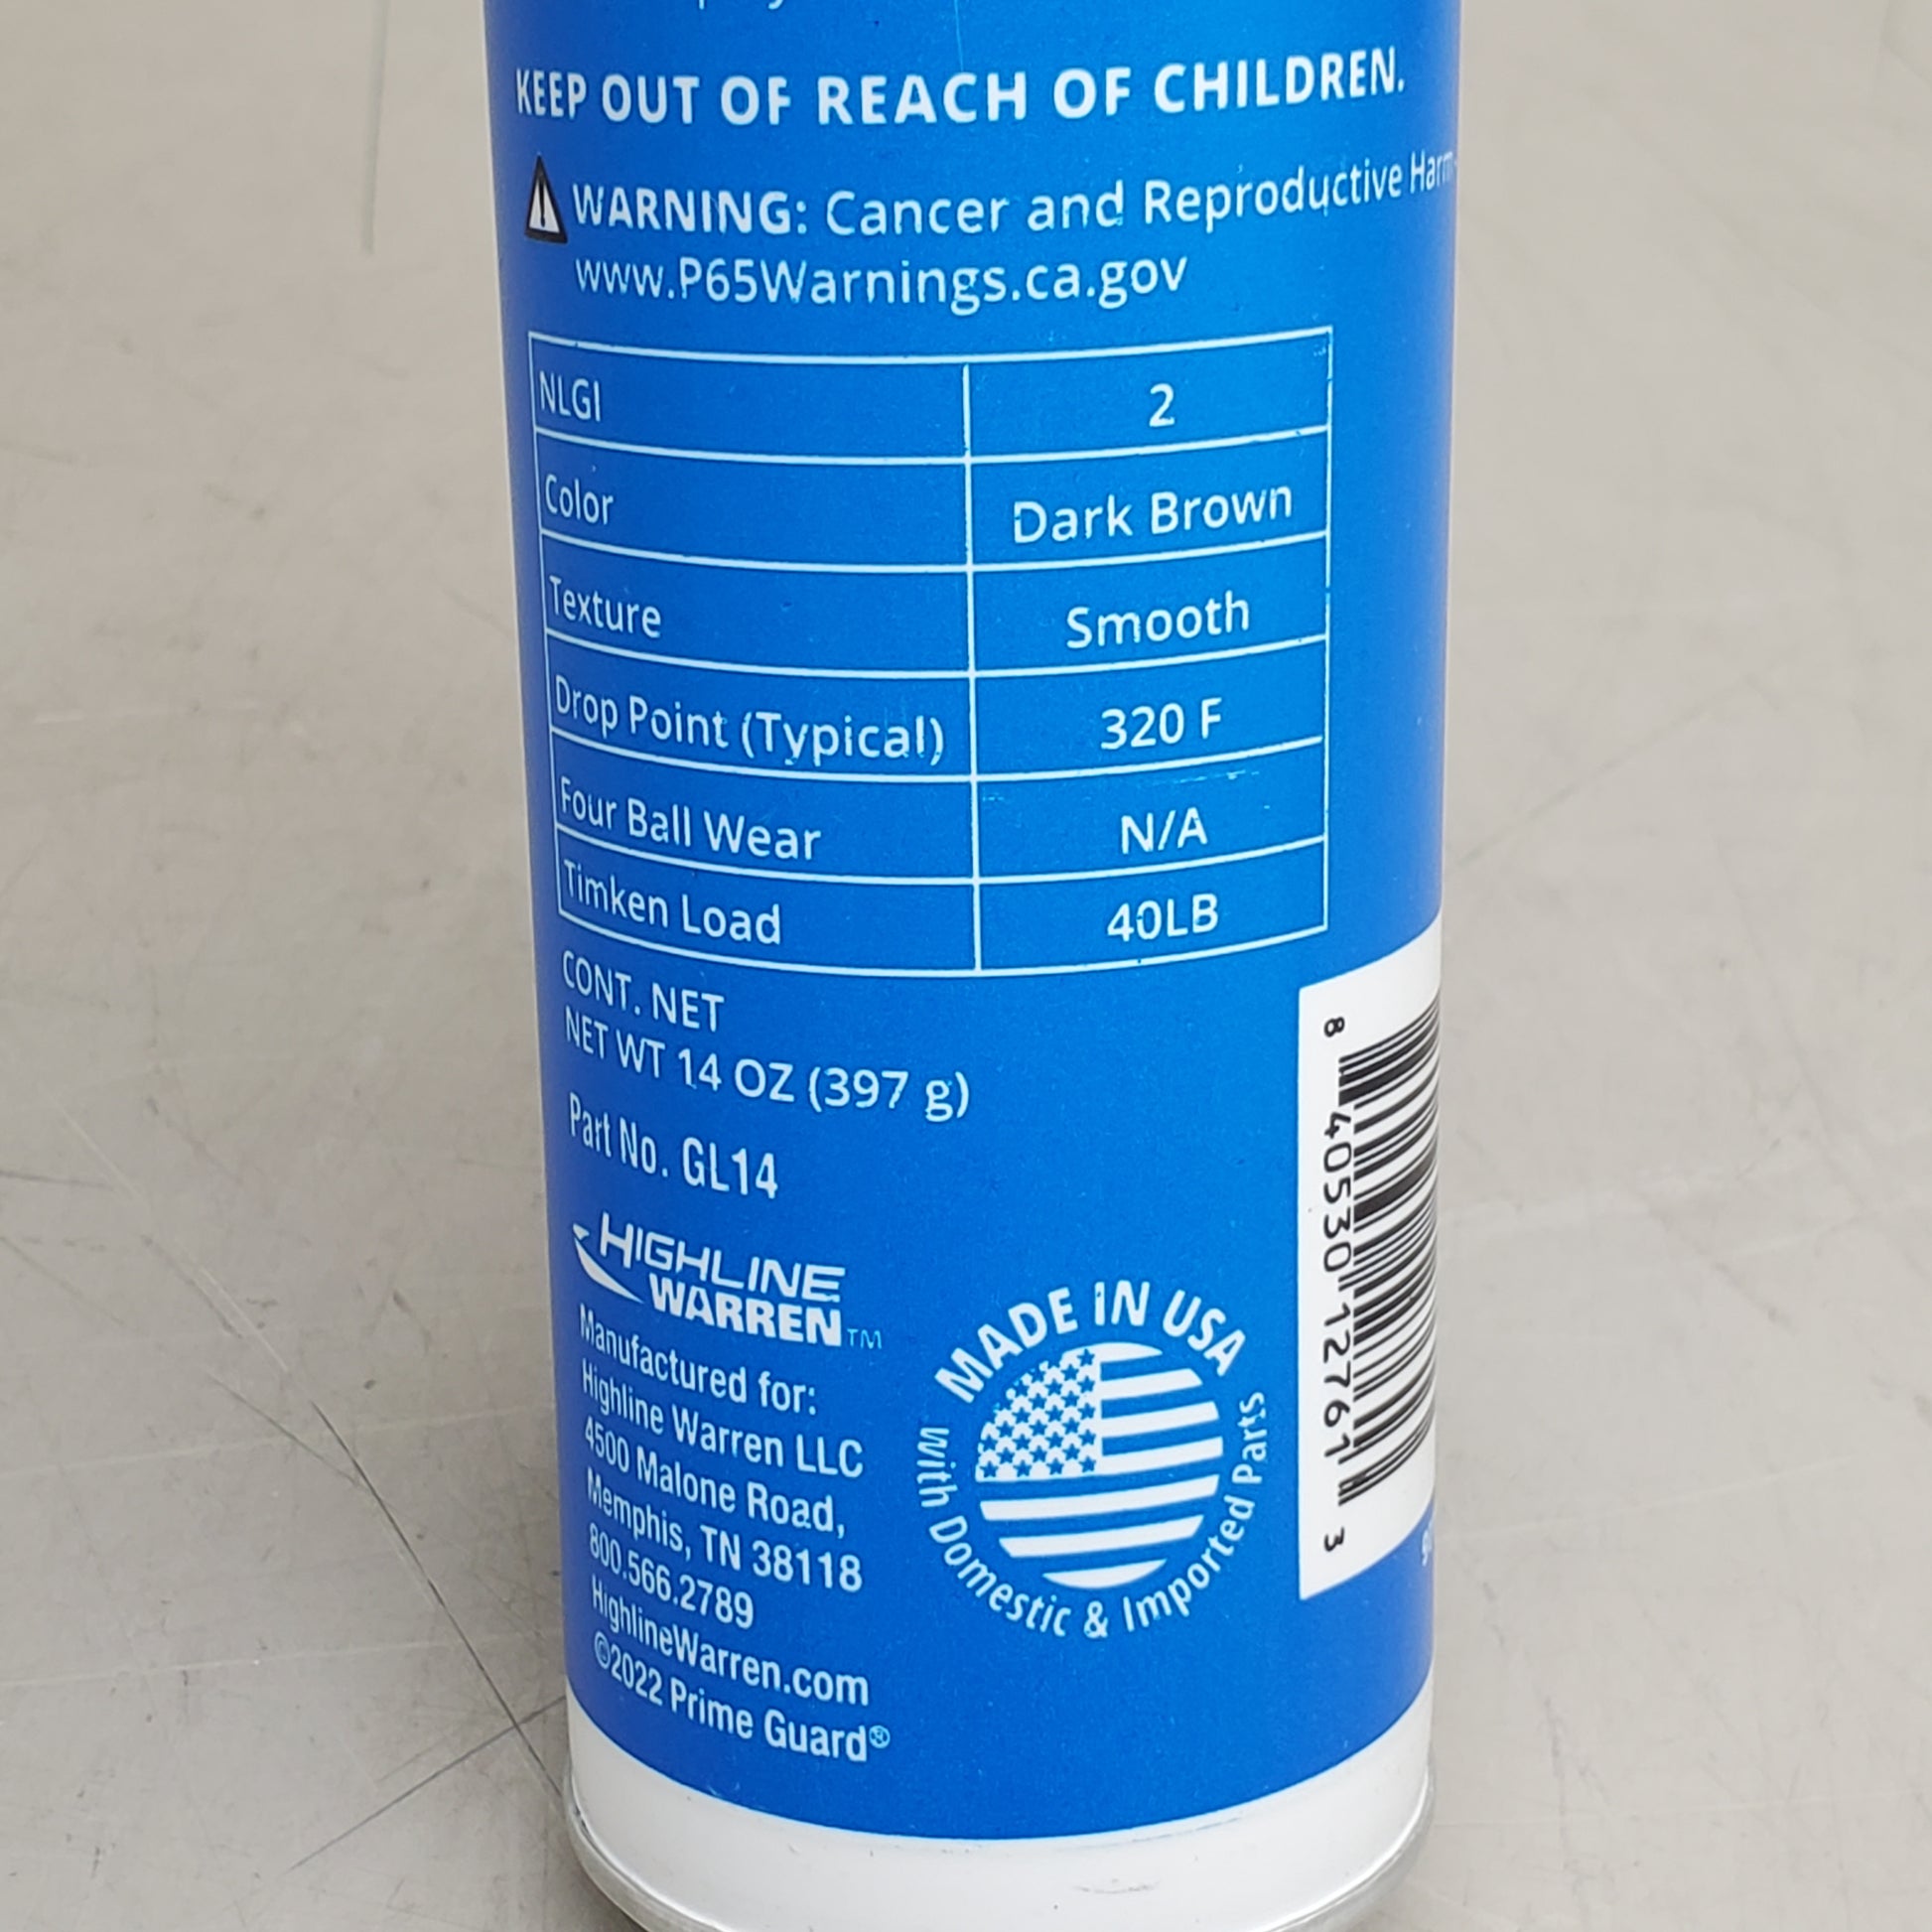 KEEP OUT OF REACH OF CHILDREN.
WARNING: Cancer and Reproductive Harm
www.P65Warnings.ca.gov
NLGI 2
Color Dark Brown
Texture Smooth
Drop Point (Typical) 320 F
Four Ball Wear N/A
Timken Load 40LB
CONT. NET
NET WT 14 OZ (397 g)
Part No. GL14
HIGHLINE
WARREN™
Manufactured for:
Highline Warren LLC
4500 Malone Road,
Memphis, TN 38118
800.566.2789
HighlineWarren.com
©2022 Prime Guard®
MADE IN USA
with Domestic & Imported Parts
8 40530 12761 3